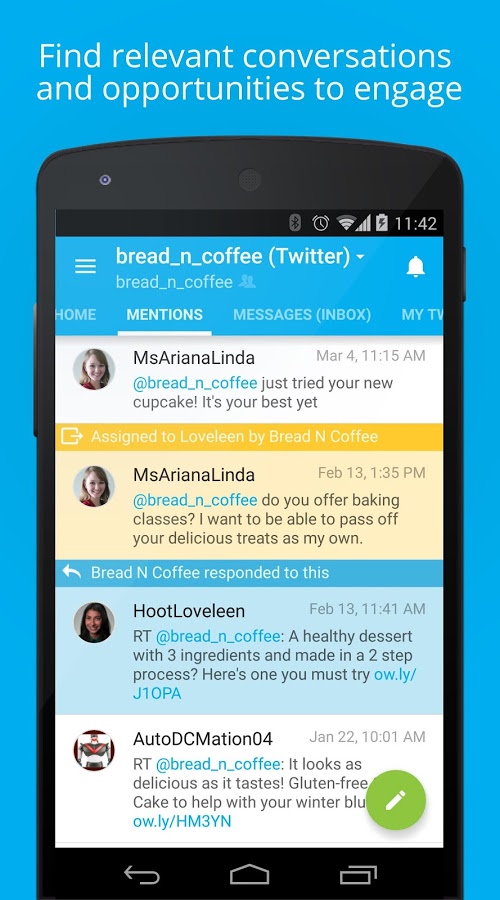 Find relevant conversations
and opportunities to engage
11:42
bread_n_coffee (Twitter)
bread_n_coffee
HOME MENTIONS MESSAGES (INBOX) MY TW
MsArianaLinda Mar 4, 11:15 AM
@bread_n_coffee just tried your new
cupcake! It's your best yet
Assigned to Loveleen by Bread N Coffee
MsArianaLinda Feb 13, 1:35 PM
@bread_n_coffee do you offer baking
classes? I want to be able to pass off
your delicious treats as my own.
Bread N Coffee responded to this
HootLoveleen Feb 13, 11:41 AM
RT @bread_n_coffee: A healthy dessert
with 3 ingredients and made in a 2 step
process? Here's one you must try ow.ly/
J1OPA
AutoDCMation04 Jan 22, 10:01 AM
RT @bread_n_coffee: It looks as
delicious as it tastes! Gluten-free
Cake to help with your winter blu
ow.ly/HM3YN